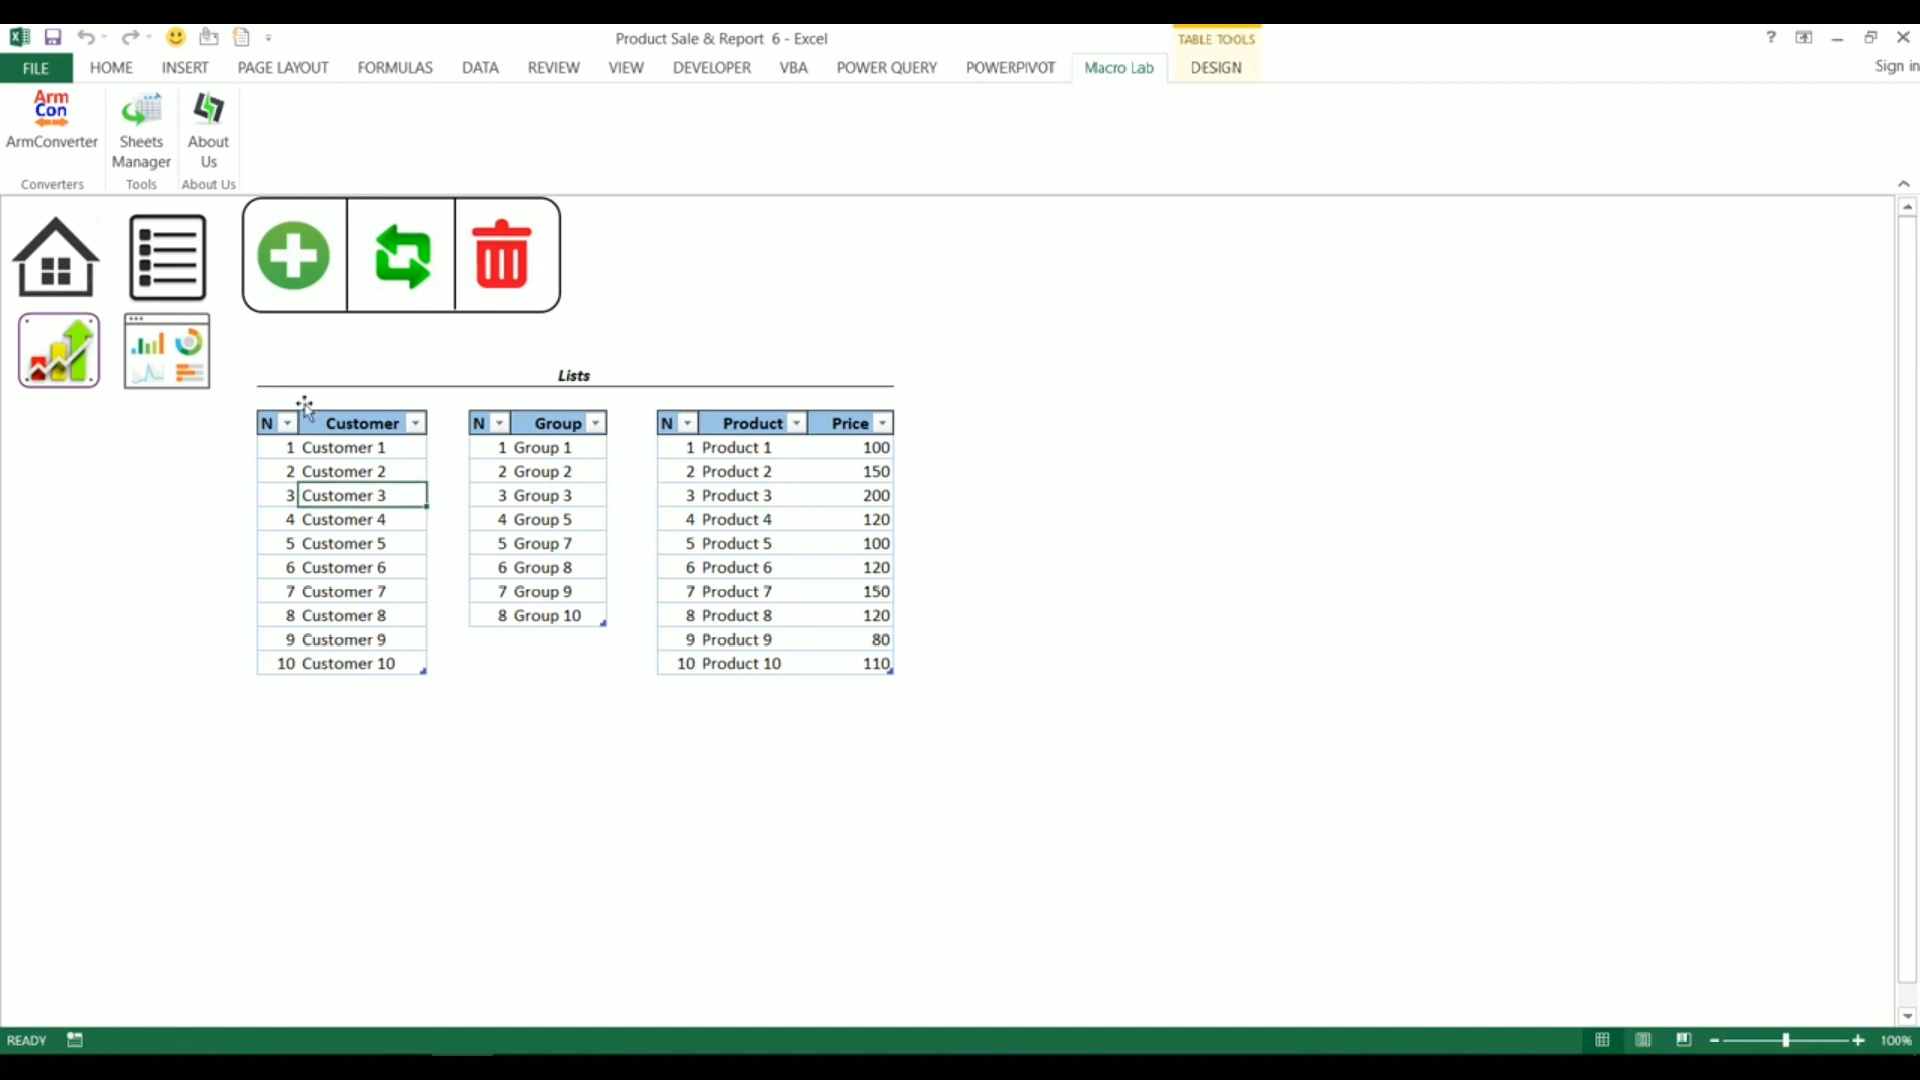 Product Sale & Report 6 - Excel
TABLE TOOLS
?
FILE HOME INSERT PAGE LAYOUT FORMULAS DATA REVIEW VIEW DEVELOPER VBA POWER QUERY POWERPIVOT Macro Lab DESIGN Sign in
Arm
Con
ArmConverter
Sheets
Manager
About
Us
Converters Tools About Us
Lists
N Customer N Group N Product Price
1 Customer 1 1 Group 1 1 Product 1 100
2 Customer 2 2 Group 2 2 Product 2 150
3 Customer 3 3 Group 3 3 Product 3 200
4 Customer 4 4 Group 5 4 Product 4 120
5 Customer 5 5 Group 7 5 Product 5 100
6 Customer 6 6 Group 8 6 Product 6 120
7 Customer 7 7 Group 9 7 Product 7 150
8 Customer 8 8 Group 10 8 Product 8 120
9 Customer 9 9 Product 9 80
10 Customer 10 10 Product 10 110
READY 100%